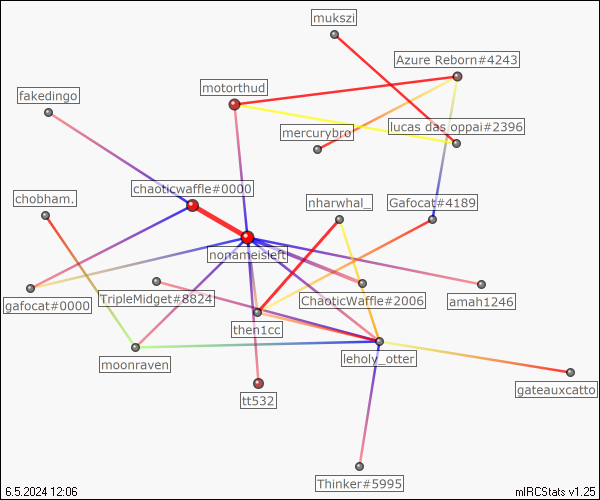 mukszi
Azure Reborn#4243
motorthud
fakedingo
mercurybro
lucas das oppai#2396
chaoticwaffle#0000
chobham.
nharwhal_
Gafocat#4189
nonameisleft
gafocat#0000
TripleMidget#8824
ChaoticWaffle#2006
amah1246
then1cc
moonraven
leholy_otter
gateauxcatto
tt532
Thinker#5995
6.5.2024 12:06
mIRCStats v1.25